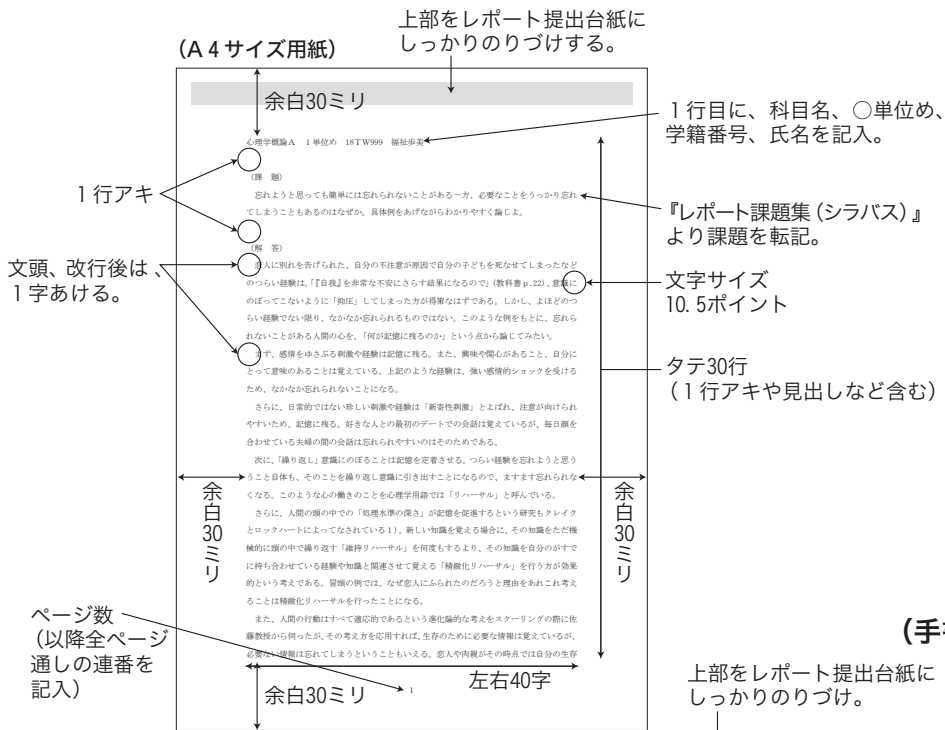 上部をレポート提出台紙に
しっかりのりづけする。
（A４サイズ用紙）
余白30ミリ
１行目に、科目名、○単位め、
学籍番号、氏名を記入。
心理学概論Ａ　１単位め　18TW999　福祉歩美
１行アキ
（課　題）
忘れようと思っても簡単には忘れられないことがある一方、必要なことをうっかり忘れ
てしまうこともあるのはなぜか。具体例をあげながらわかりやすく論じよ。
『レポート課題集（シラバス）』
より課題を転記。
（解　答）
文頭、改行後は、
１字あける。
恋人に別れを告げられた、自分の不注意が原因で自分の子どもを死なせてしまったなど
のつらい経験は、「『自我』を非常な不安にさらす結果になるので」（教科書p.22）、意識に
のぼってこないように「抑圧」してしまった方が得策なはずである。しかし、よほどのつ
らい経験でない限り、なかなか忘れられるものではない。このような例をもとに、忘れら
れないことがある人間の心を、「何が記憶に残るのか」という点から論じてみたい。
文字サイズ
10.5ポイント
まず、感情をゆさぶる刺激や経験は記憶に残る。また、興味や関心があること、自分に
とって意味のあることは覚えている。上記のような経験は、強い感情的ショックを受ける
ため、なかなか忘れられないことになる。
タテ30行
（１行アキや見出しなど含む）
さらに、日常的ではない珍しい刺激や経験は「新寄性刺激」とよばれ、注意が向けられ
やすいため、記憶に残る。好きな人との最初のデートでの会話は覚えているが、毎日顔を
合わせている夫婦の間の会話は忘れられやすいのはそのためである。
次に、「繰り返し」意識にのぼることは記憶を定着させる。つらい経験を忘れようと思う
うこと自体も、そのことを繰り返し意識に引き出すことになるので、ますます忘れられな
くなる。このような心の働きのことを心理学用語では「リハーサル」と呼んでいる。
余白30ミリ
余白30ミリ
さらに、人間の頭の中での「処理水準の深さ」が記憶を促進するという研究もクレイク
とロックハートによってなされている１）。新しい知識を覚える場合に、その知識をただ機
械的に頭の中で繰り返す「維持リハーサル」を何度もするより、その知識を自分のがすで
に持ち合わせている経験や知識と関連させて覚える「精緻化リハーサル」を行う方が効果
的という考えである。冒頭の例では、なぜ恋人にふられたのだろうと理由をあれこれ考え
ることは精緻化リハーサルを行ったことになる。
また、人間の行動はすべて適応的であるという進化論的な考えをスクーリングの際に佐
藤教授から伺ったが、その考え方を応用すれば、生存のために必要な情報は覚えているが、
必要ない情報は忘れてしまうということもいえる。恋人や肉親がその時点では自分の生存
ページ数
（以降全ページ
通しの連番を
記入）
余白30ミリ
1
左右40字
（手
上部をレポート提出台紙に
しっかりのりづけ。